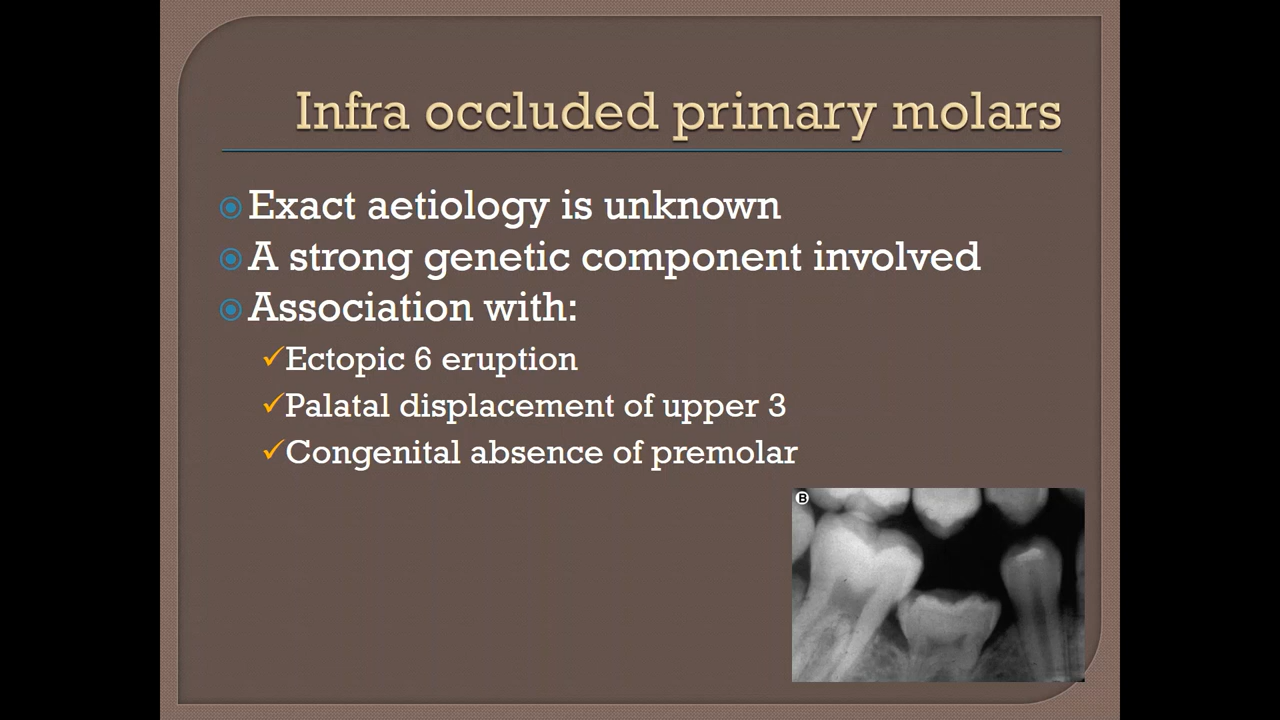 Infra occluded primary molars
Exact aetiology is unknown
A strong genetic component involved
Association with:
Ectopic 6 eruption
Palatal displacement of upper 3
Congenital absence of premolar
B